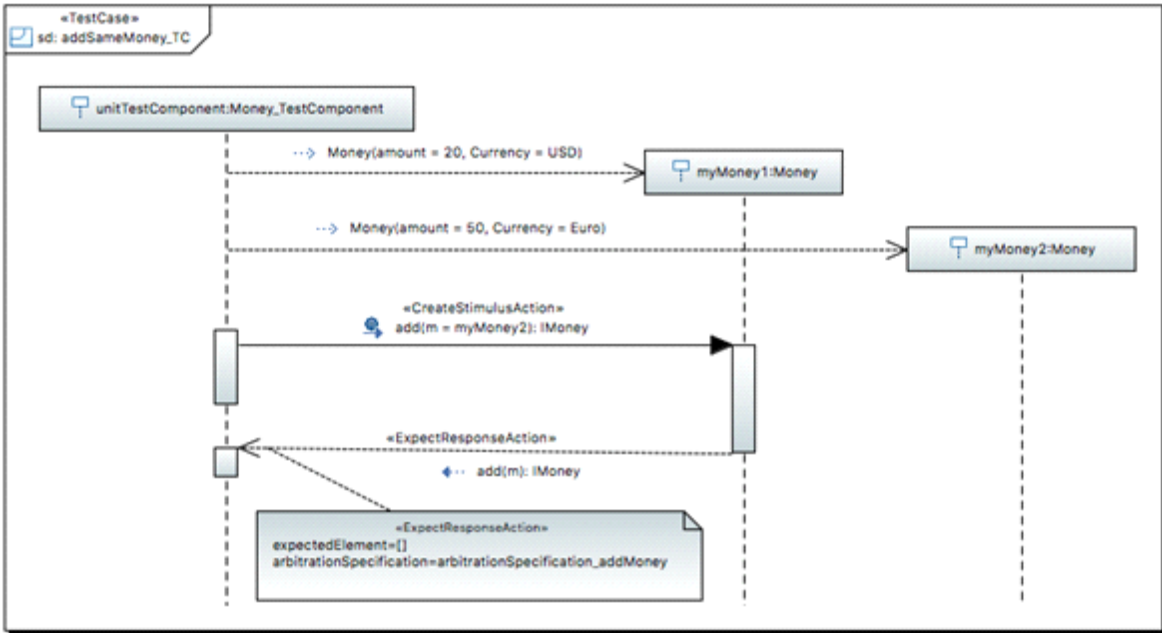 «TestCase»
sd: addSameMoney_TC
unitTestComponent:Money_TestComponent
Money(amount = 20, Currency = USD)
myMoney1:Money
Money(amount = 50, Currency = Euro)
myMoney2:Money
«CreateStimulusAction»
add(m = myMoney2): IMoney
«ExpectResponseAction»
add(m): IMoney
«ExpectResponseAction»
expectedElement=[]
arbitrationSpecification=arbitrationSpecification_addMoney